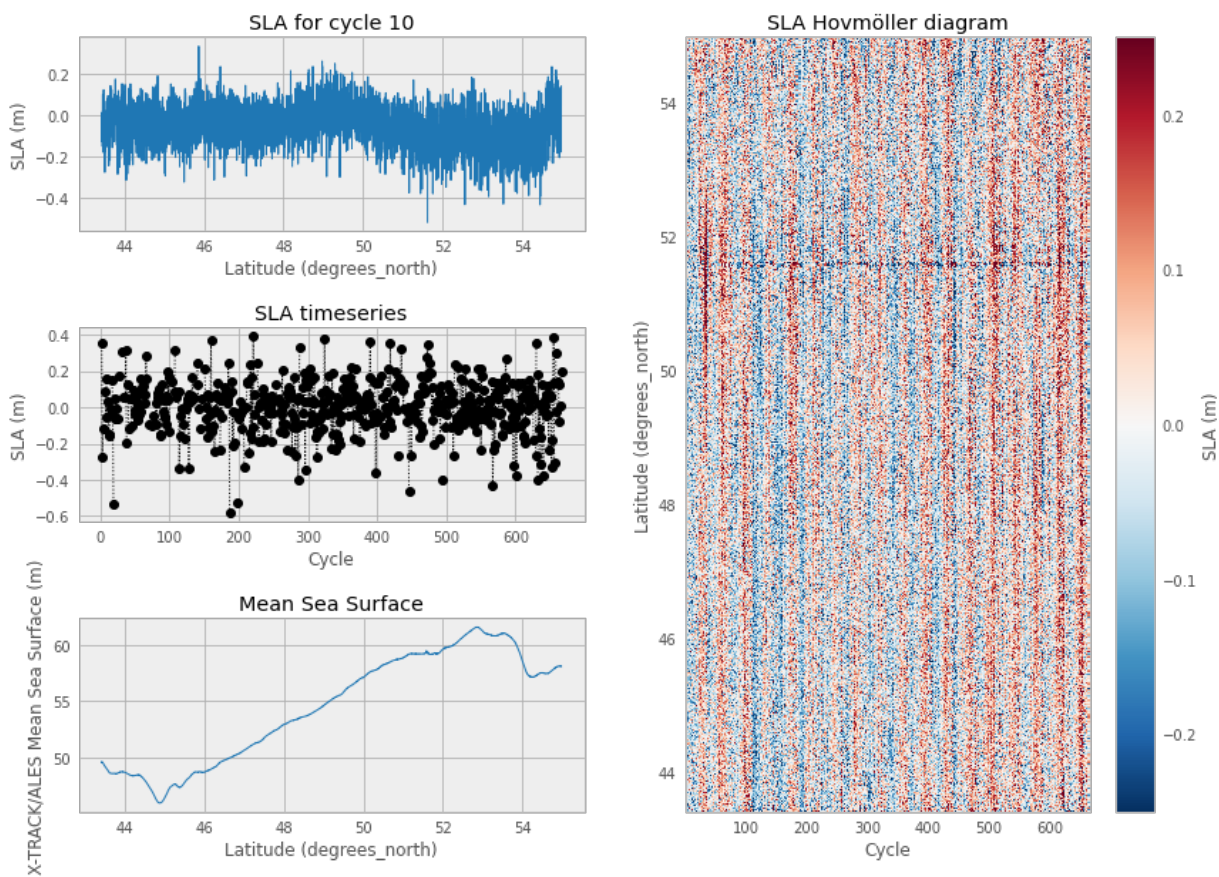 SLA for cycle 10
SLA (m)
0.2
0.0
−0.2
−0.4
44 46 48 50 52 54
Latitude (degrees_north)
SLA timeseries
SLA (m)
0.4
0.2
0.0
−0.2
−0.4
−0.6
0 100 200 300 400 500 600
Cycle
Mean Sea Surface
X-TRACK/ALES Mean Sea Surface (m)
60
55
50
44 46 48 50 52 54
Latitude (degrees_north)
SLA Hovmöller diagram
Latitude (degrees_north)
54
52
50
48
46
44
100 200 300 400 500 600
Cycle
0.2
0.1
0.0
−0.1
−0.2
SLA (m)